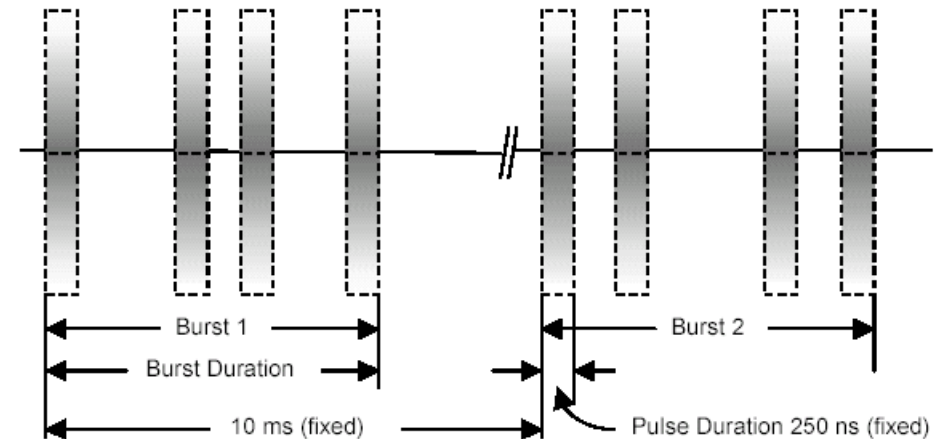 Burst 1
Burst 2
Burst Duration
10 ms (fixed)
Pulse Duration 250 ns (fixed)